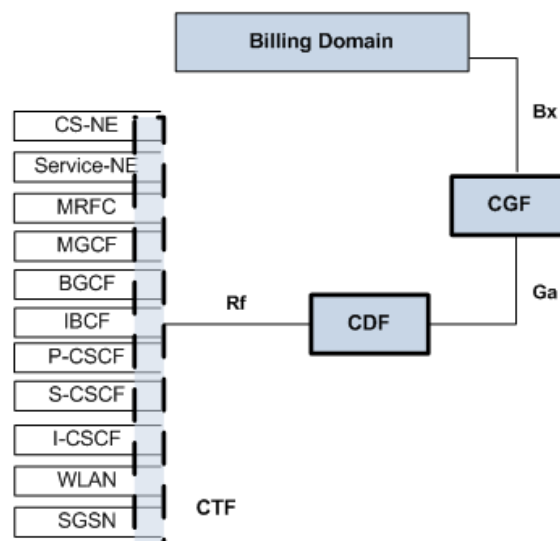 Billing Domain
Bx
CS-NE
Service-NE
MRFC
MGCF
BGCF
IBCF
P-CSCF
S-CSCF
I-CSCF
WLAN
SGSN
CTF
Rf
CDF
CGF
Ga